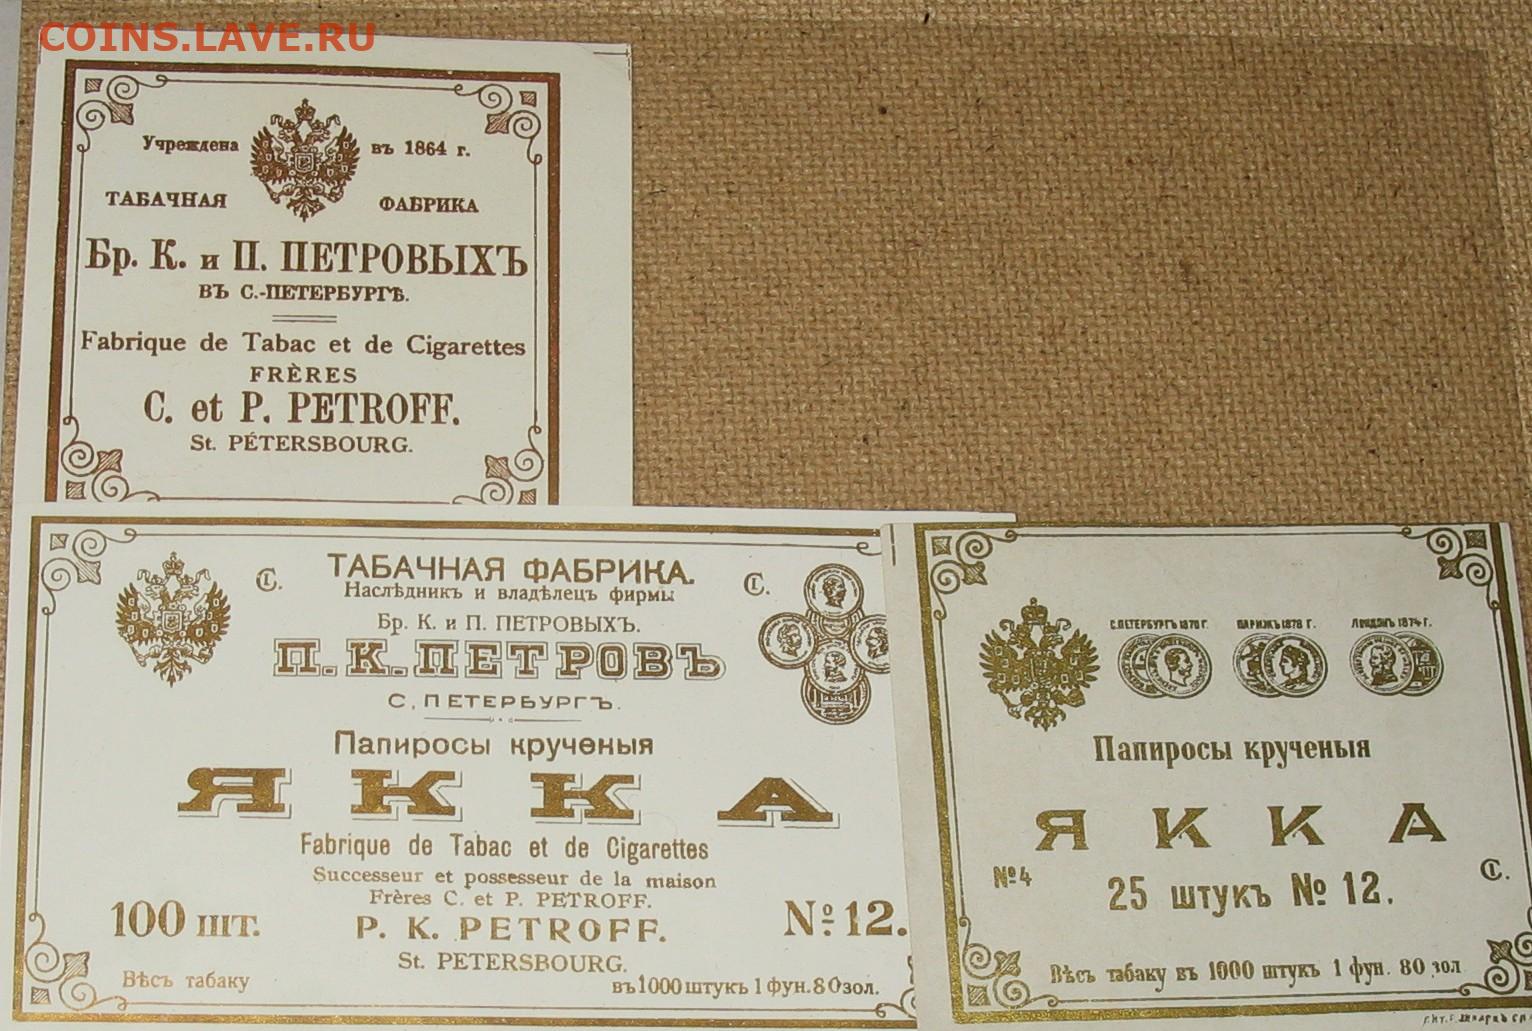 COINS.LAVE.RU
Учреждена въ 1864 г.
ТАБАЧНАЯ ФАБРИКА
Бр. К. и П. ПЕТРОВЫХЪ
ВЪ С.-ПЕТЕРБУРГѢ.
Fabrique de Tabac et de Cigarettes
FRÈRES
C. et P. PETROFF.
St. PÉTERSBOURG.
ТАБАЧНАЯ ФАБРИКА.
Наслѣдникъ и владѣлецъ фирмы
Бр. К. и П. ПЕТРОВЫХЪ.
П.К.ПЕТРОВЪ
С. ПЕТЕРБУРГЪ.
Папиросы крученыя
ЯККА
Fabrique de Tabac et de Cigarettes
Successeur et possesseur de la maison
Frères C. et P. PETROFF.
100 ШТ.
P. K. PETROFF.
№ 12.
St. PETERSBOURG.
Вѣсъ табаку въ 1000 штукъ 1 фун. 80 зол.
С.ПЕТЕРБУРГЪ 1870 Г. ПАРИЖЪ 1878 Г. ЛОНДОНЪ 1874 Г.
Папиросы крученыя
ЯККА
№ 4
25 штукъ № 12.
Вѣсъ табаку въ 1000 штукъ 1 фун. 80 зол